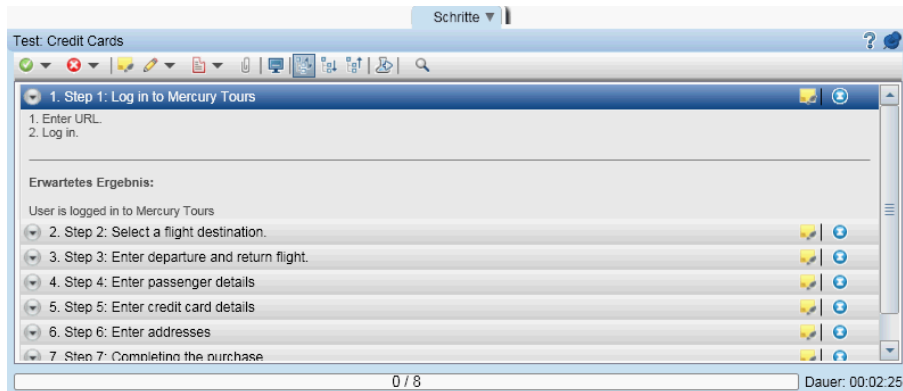 Schritte
Test: Credit Cards
1. Step 1: Log in to Mercury Tours
1. Enter URL.
2. Log in.
Erwartetes Ergebnis:
User is logged in to Mercury Tours
2. Step 2: Select a flight destination.
3. Step 3: Enter departure and return flight.
4. Step 4: Enter passenger details
5. Step 5: Enter credit card details
6. Step 6: Enter addresses
7. Step 7: Completing the purchase
0 / 8 Dauer: 00:02:25